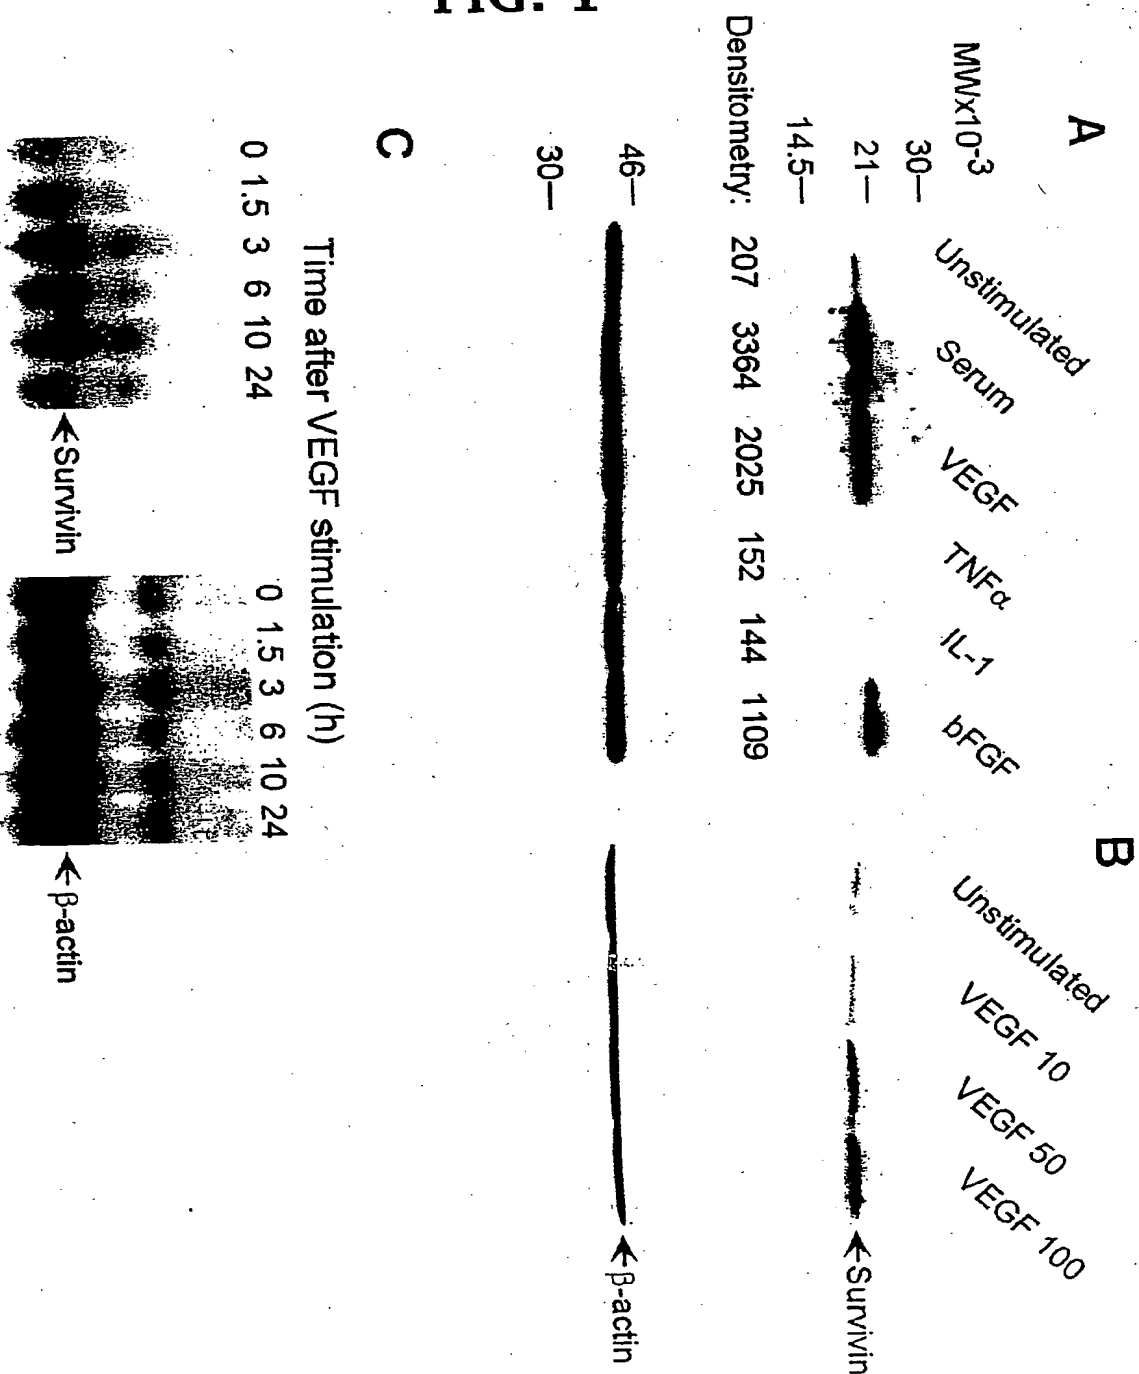 FIG. 1
A
MWx10-3
30—
21—
14.5—
Unstimulated
Serum
VEGF
TNFα
IL-1
bFGF
Densitometry: 207 3364 2025 152 144 1109
46—
30—
B
Unstimulated
VEGF 10
VEGF 50
VEGF 100
Survivin
β-actin
C
Time after VEGF stimulation (h)
0 1.5 3 6 10 24
0 1.5 3 6 10 24
Survivin
β-actin